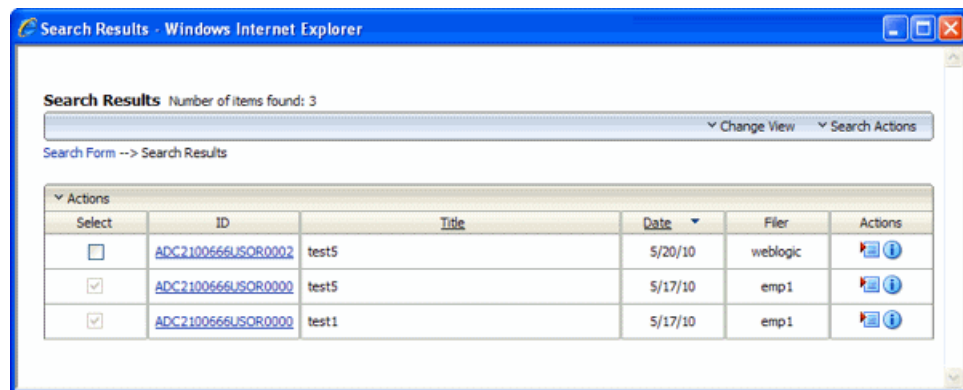 Search Results - Windows Internet Explorer
Search Results Number of items found: 3
Change View Search Actions
Search Form --> Search Results
Actions
Select ID Title Date Filer Actions
ADC2100666USOR0002 test5 5/20/10 weblogic
ADC2100666USOR0000 test5 5/17/10 emp1
ADC2100666USOR0000 test1 5/17/10 emp1